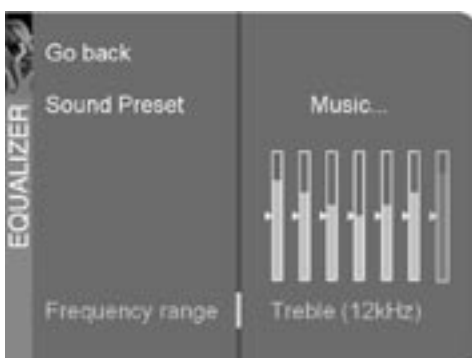 EQUALIZER
Go back
Sound Preset Music...
Frequency range Treble (12kHz)